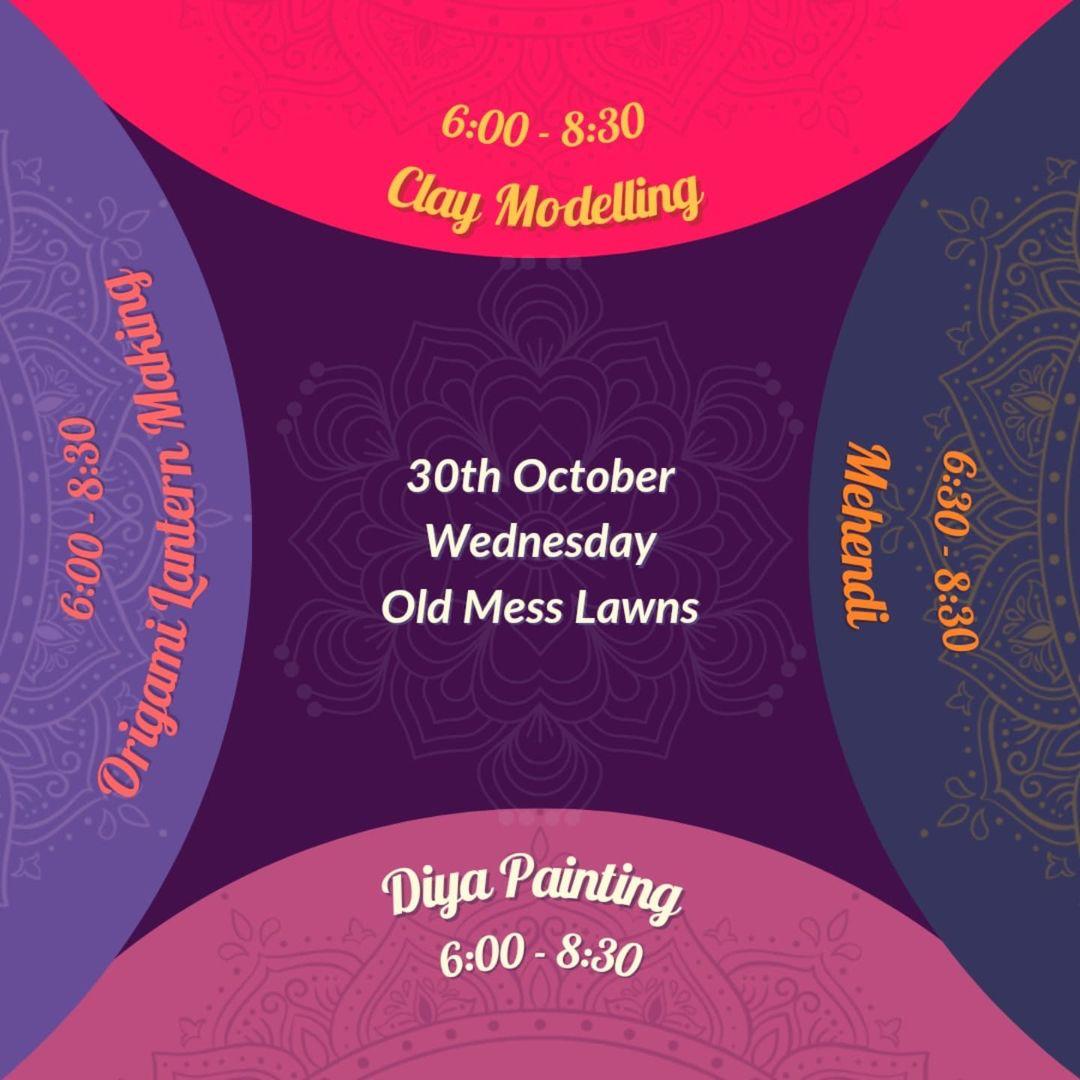 6:00 - 8:30
Clay Modelling
Origami Lantern Making
6:00 - 8:30
30th October
Wednesday
Old Mess Lawns
Mehendi
6:30 - 8:30
Diya Painting
6:00 - 8:30